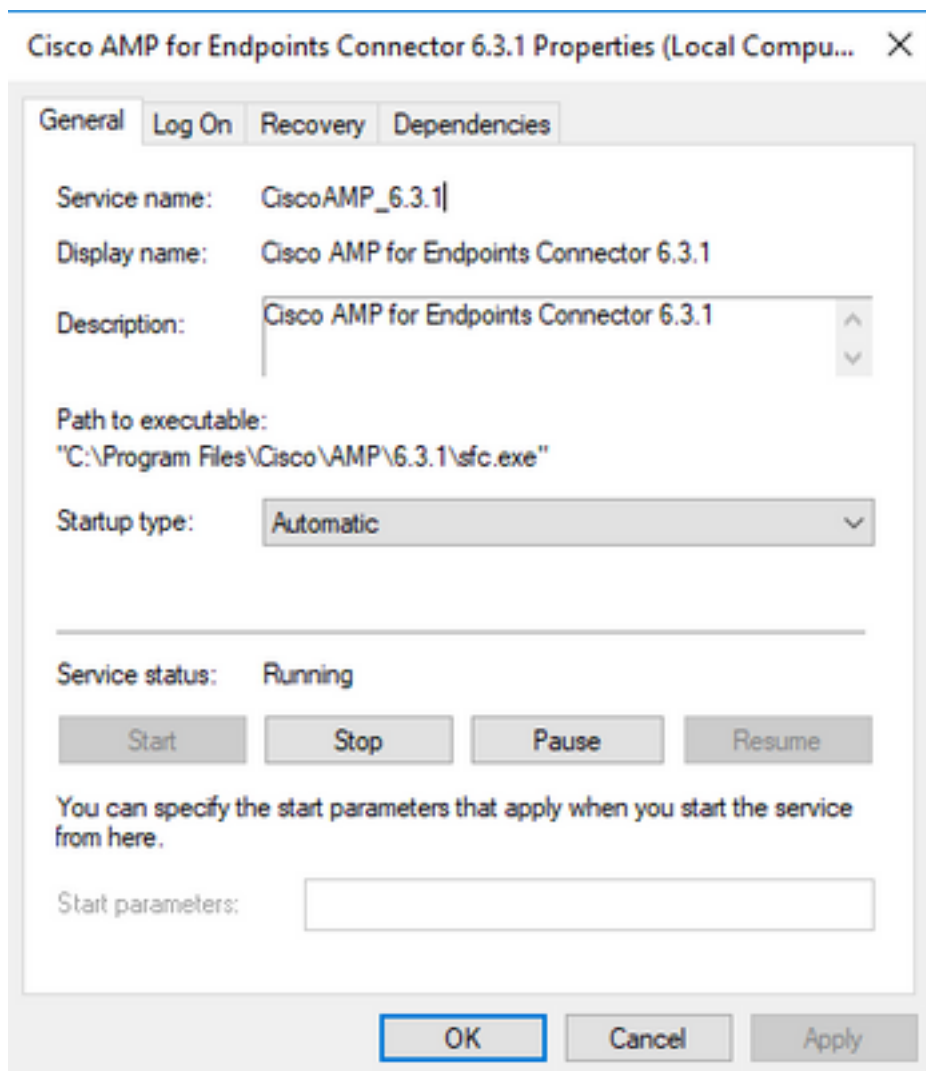 Cisco AMP for Endpoints Connector 6.3.1 Properties (Local Compu...
General Log On Recovery Dependencies
Service name: CiscoAMP_6.3.1
Display name: Cisco AMP for Endpoints Connector 6.3.1
Description: Cisco AMP for Endpoints Connector 6.3.1
Path to executable:
"C:\Program Files\Cisco\AMP\6.3.1\sfc.exe"
Startup type: Automatic
Service status: Running
Start Stop Pause Resume
You can specify the start parameters that apply when you start the service
from here.
Start parameters:
OK Cancel Apply